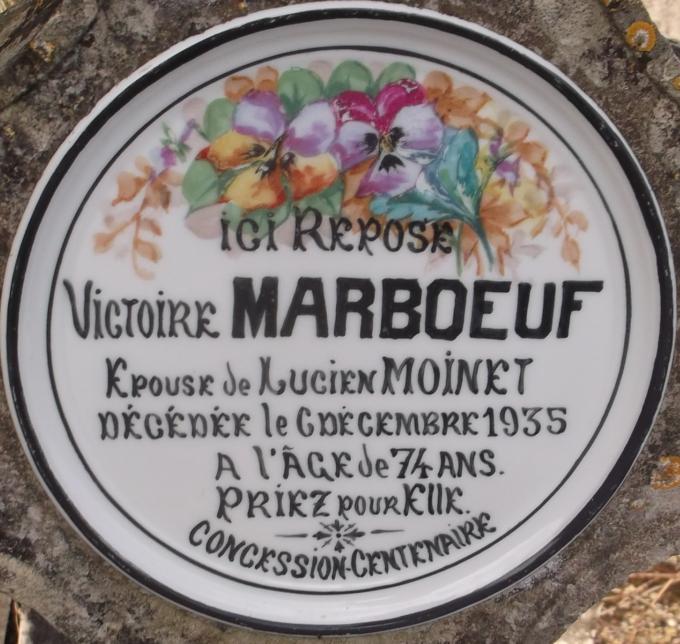 ici Repose
Victoire MARBOEUF
Epouse de Lucien MOINET
DÉCÉDÉE le 6 DÉCEMBRE 1935
A l'ÂGE de 74 ANS.
PRIEZ POUR Elle.
CONCESSION-CENTENAIRE